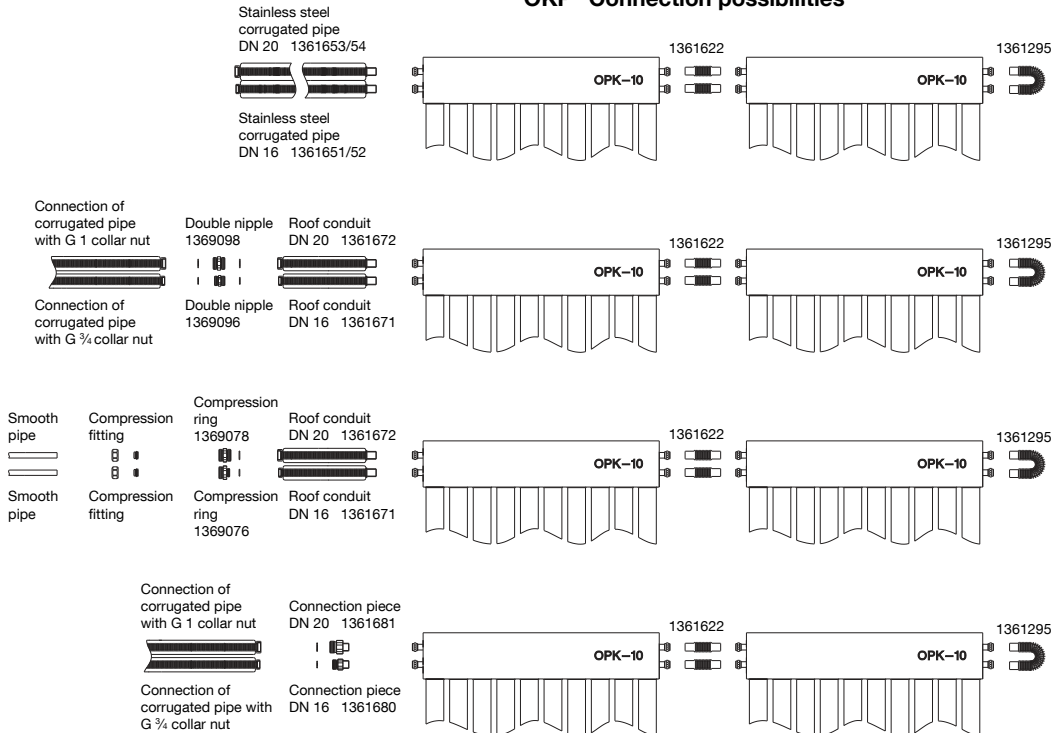 Connection possibilities
Stainless steel
corrugated pipe
DN 20 1361653/54
1361622
1361295
OPK–10
OPK–10
Stainless steel
corrugated pipe
DN 16 1361651/52
Connection of
corrugated pipe
with G 1 collar nut
Double nipple
1369098
Roof conduit
DN 20 1361672
1361622
1361295
OPK–10
OPK–10
Connection of
corrugated pipe
with G ¾ collar nut
Double nipple
1369096
Roof conduit
DN 16 1361671
Smooth
pipe
Compression
fitting
Compression
ring
1369078
Roof conduit
DN 20 1361672
1361622
1361295
OPK–10
OPK–10
Smooth
pipe
Compression
fitting
Compression
ring
1369076
Roof conduit
DN 16 1361671
Connection of
corrugated pipe
with G 1 collar nut
Connection piece
DN 20 1361681
1361622
1361295
OPK–10
OPK–10
Connection of
corrugated pipe with
G ¾ collar nut
Connection piece
DN 16 1361680